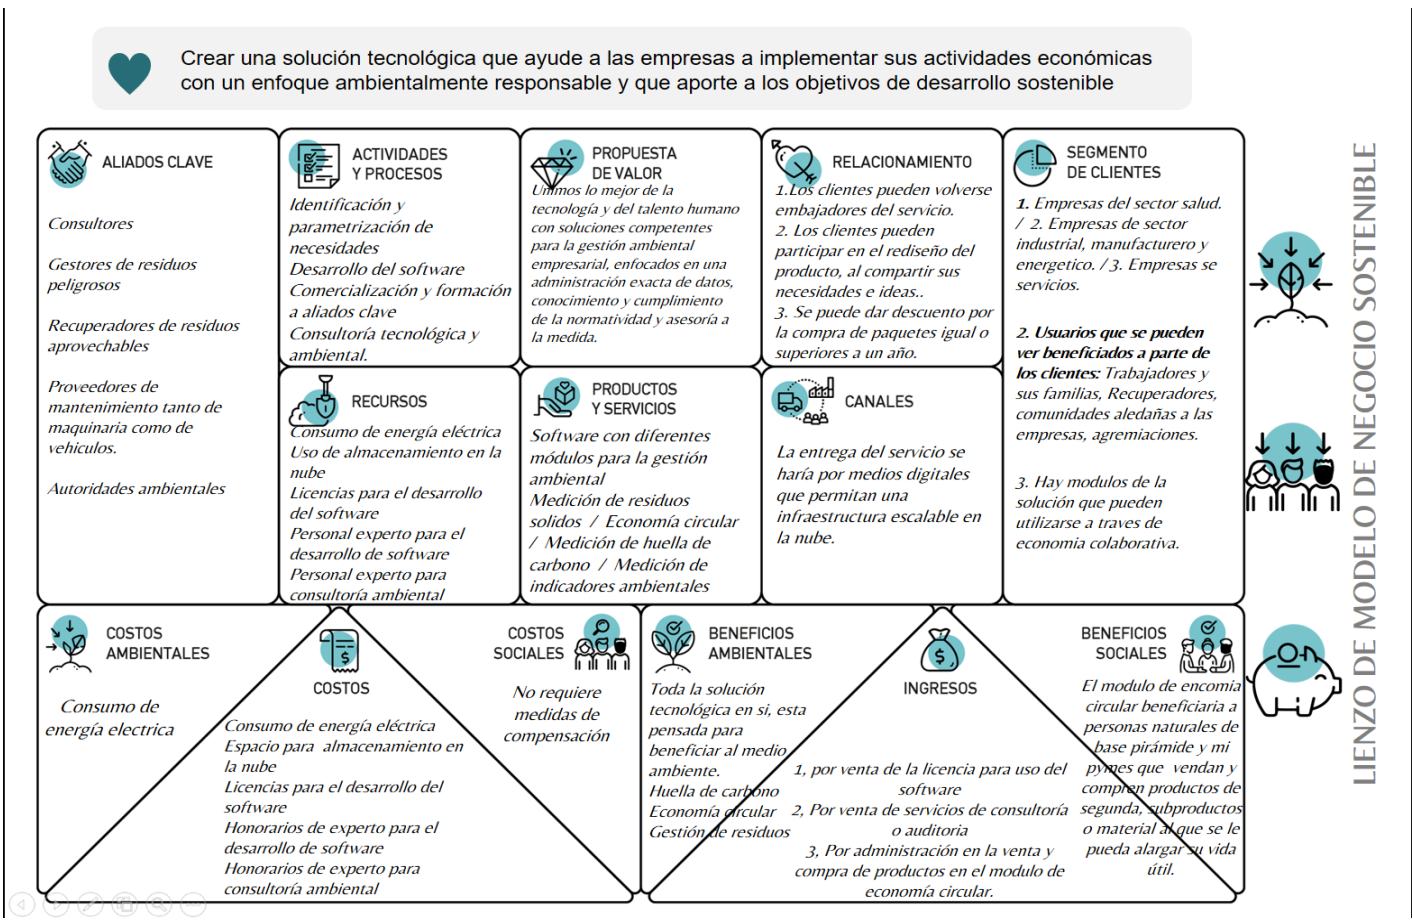 Crear una solución tecnológica que ayude a las empresas a implementar sus actividades económicas
con un enfoque ambientalmente responsable y que aporte a los objetivos de desarrollo sostenible
ALIADOS CLAVE
Consultores
Gestores de residuos
peligrosos
Recuperadores de residuos
aprovechables
Proveedores de
mantenimiento tanto de
maquinaria como de
vehiculos.
Autoridades ambientales
ACTIVIDADES
Y PROCESOS
Identificación y
parametrización de
necesidades
Desarrollo del software
Comercialización y formación
a aliados clave
Consultoría tecnológica y
ambiental.
RECURSOS
Consumo de energía eléctrica
Uso de almacenamiento en la
nube
Licencias para el desarrollo
del software
Personal experto para el
desarrollo de software
Personal experto para
consultoría ambiental
PROPUESTA
DE VALOR
Unimos lo mejor de la
tecnología y del talento humano
con soluciones competentes
para la gestión ambiental
empresarial, enfocados en una
administración exacta de datos,
conocimiento y cumplimiento
de la normatividad y asesoría a
la medida.
PRODUCTOS
Y SERVICIOS
Software con diferentes
módulos para la gestión
ambiental
Medición de residuos
solidos / Economía circular
/ Medición de huella de
carbono / Medición de
indicadores ambientales
RELACIONAMIENTO
1.Los clientes pueden volverse
embajadores del servicio.
2. Los clientes pueden
participar en el rediseño del
producto, al compartir sus
necesidades e ideas..
3. Se puede dar descuento por
la compra de paquetes igual o
superiores a un año.
CANALES
La entrega del servicio se
haría por medios digitales
que permitan una
infraestructura escalable en
la nube.
SEGMENTO
DE CLIENTES
1. Empresas del sector salud.
/ 2. Empresas de sector
industrial, manufacturero y
energetico. / 3. Empresas se
servicios.
2. Usuarios que se pueden
ver beneficiados a parte de
los clientes: Trabajadores y
sus familias, Recuperadores,
comunidades aledañas a las
empresas, agremiaciones.
3. Hay modulos de la
solución que pueden
utilizarse a traves de
economia colaborativa.
COSTOS
AMBIENTALES
Consumo de
energía electrica
COSTOS
$
Consumo de energía eléctrica
Espacio para almacenamiento en
la nube
Licencias para el desarrollo del
software
Honorarios de experto para el
desarrollo de software
Honorarios de experto para
consultoría ambiental
COSTOS
SOCIALES
No requiere
medidas de
compensación
BENEFICIOS
AMBIENTALES
Toda la solución
tecnológica en si, esta
pensada para
beneficiar al medio
ambiente.
Huella de carbono
Economía circular
Gestión de residuos
$
INGRESOS
1, por venta de la licencia para uso del
software
2, Por venta de servicios de consultoría
o auditoria
3, Por administración en la venta y
compra de productos en el modulo de
economía circular.
BENEFICIOS
SOCIALES
El modulo de encomia
circular beneficiaria a
personas naturales de
base pirámide y mi
pymes que vendan y
compren productos de
segunda, subproductos
o material al que se le
pueda alargar su vida
útil.
LIENZO DE MODELO DE NEGOCIO SOSTENIBLE